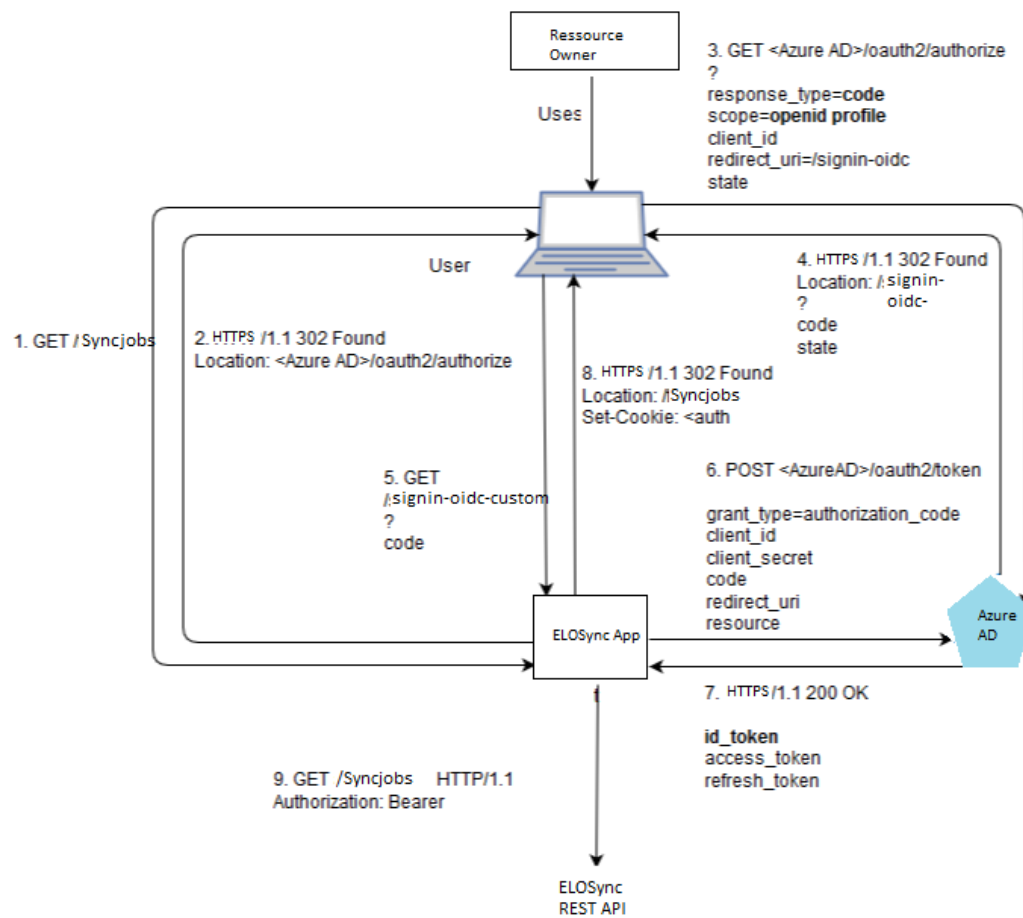 Ressource
Owner
Uses
3. GET <Azure AD>/oauth2/authorize
?
response_type=code
scope=openid profile
client_id
redirect_uri=/signin-oidc
state
User
4. HTTPS /1.1 302 Found
Location: /signin-
oidc-
?
code
state
1. GET / Syncjobs
2. HTTPS /1.1 302 Found
Location: <Azure AD>/oauth2/authorize
8. HTTPS /1.1 302 Found
Location: /Syncjobs
Set-Cookie: <auth
5. GET
/signin-oidc-custom
?
code
6. POST <AzureAD>/oauth2/token
grant_type=authorization_code
client_id
client_secret
code
redirect_uri
resource
ELOSync App
Azure
AD
7. HTTPS/1.1 200 OK
id_token
access_token
refresh_token
9. GET /Syncjobs HTTP/1.1
Authorization: Bearer
ELOSync
REST API